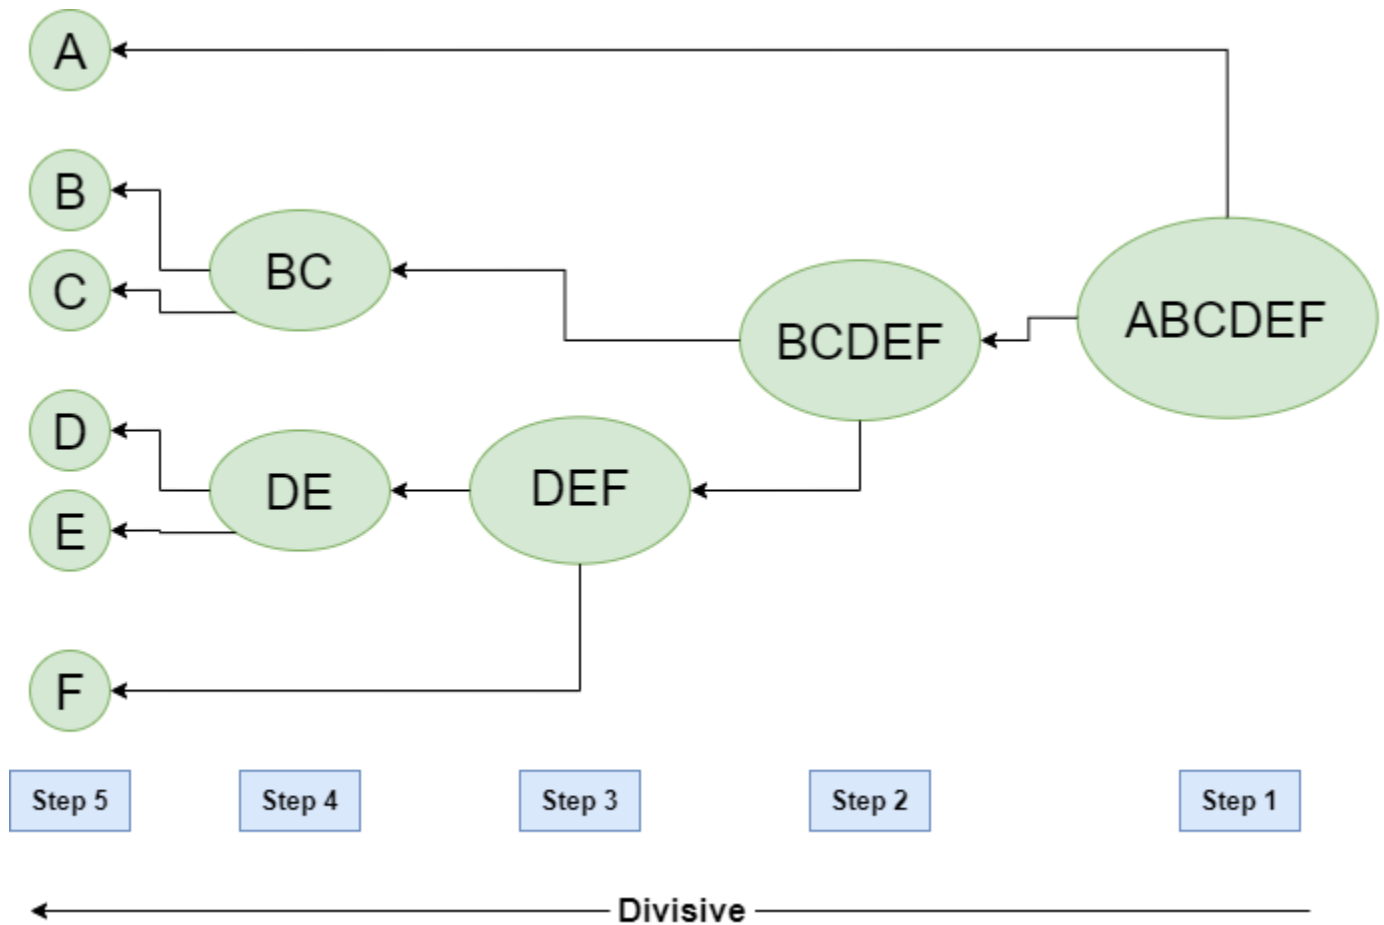 A
B
C
BC
BCDEF
ABCDEF
D
E
DE
DEF
F
Step 5
Step 4
Step 3
Step 2
Step 1
Divisive